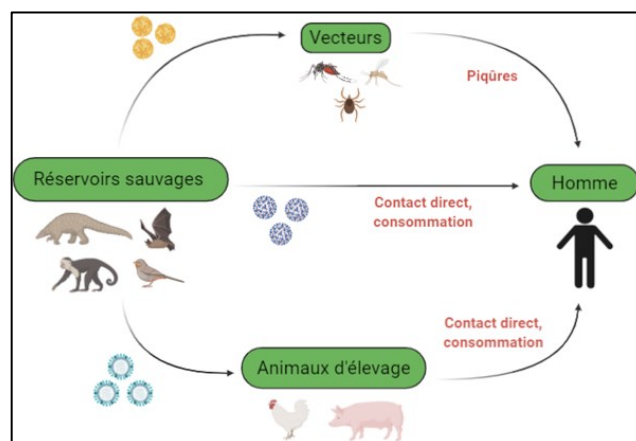 Vecteurs
Piqûres
Réservoirs sauvages
Contact direct,
consommation
Homme
Contact direct,
consommation
Animaux d'élevage